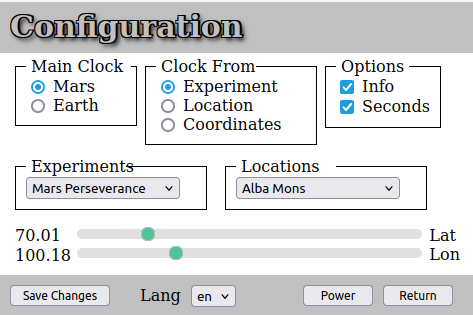 Configuration
Main Clock
Mars
Earth
Clock From
Experiment
Location
Coordinates
Options
Info
Seconds
Experiments
Mars Perseverance
Locations
Alba Mons
70.01 Lat
100.18 Lon
Save Changes Lang en Power Return